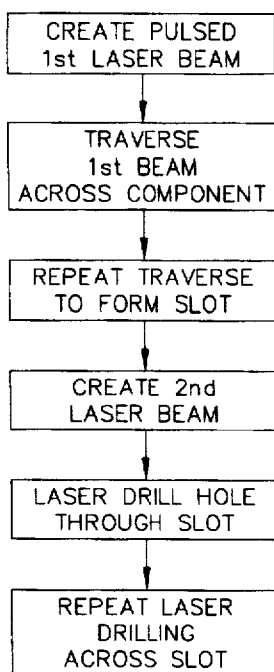 CREATE PULSED
1st LASER BEAM
TRAVERSE
1st BEAM
ACROSS COMPONENT
REPEAT TRAVERSE
TO FORM SLOT
CREATE 2nd
LASER BEAM
LASER DRILL HOLE
THROUGH SLOT
REPEAT LASER
DRILLING
ACROSS SLOT